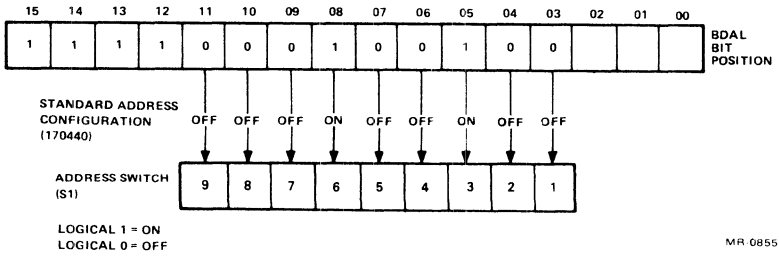 15 14 13 12 11 10 09 08 07 06 05 04 03 02 01 00
1 1 1 1 0 0 0 1 0 0 1 0 0
BDAL
BIT
POSITION
STANDARD ADDRESS
CONFIGURATION
(170440)
OFF OFF OFF ON OFF OFF ON OFF OFF
ADDRESS SWITCH
(S1)
9 8 7 6 5 4 3 2 1
LOGICAL 1 = ON
LOGICAL 0 = OFF
MR-0855